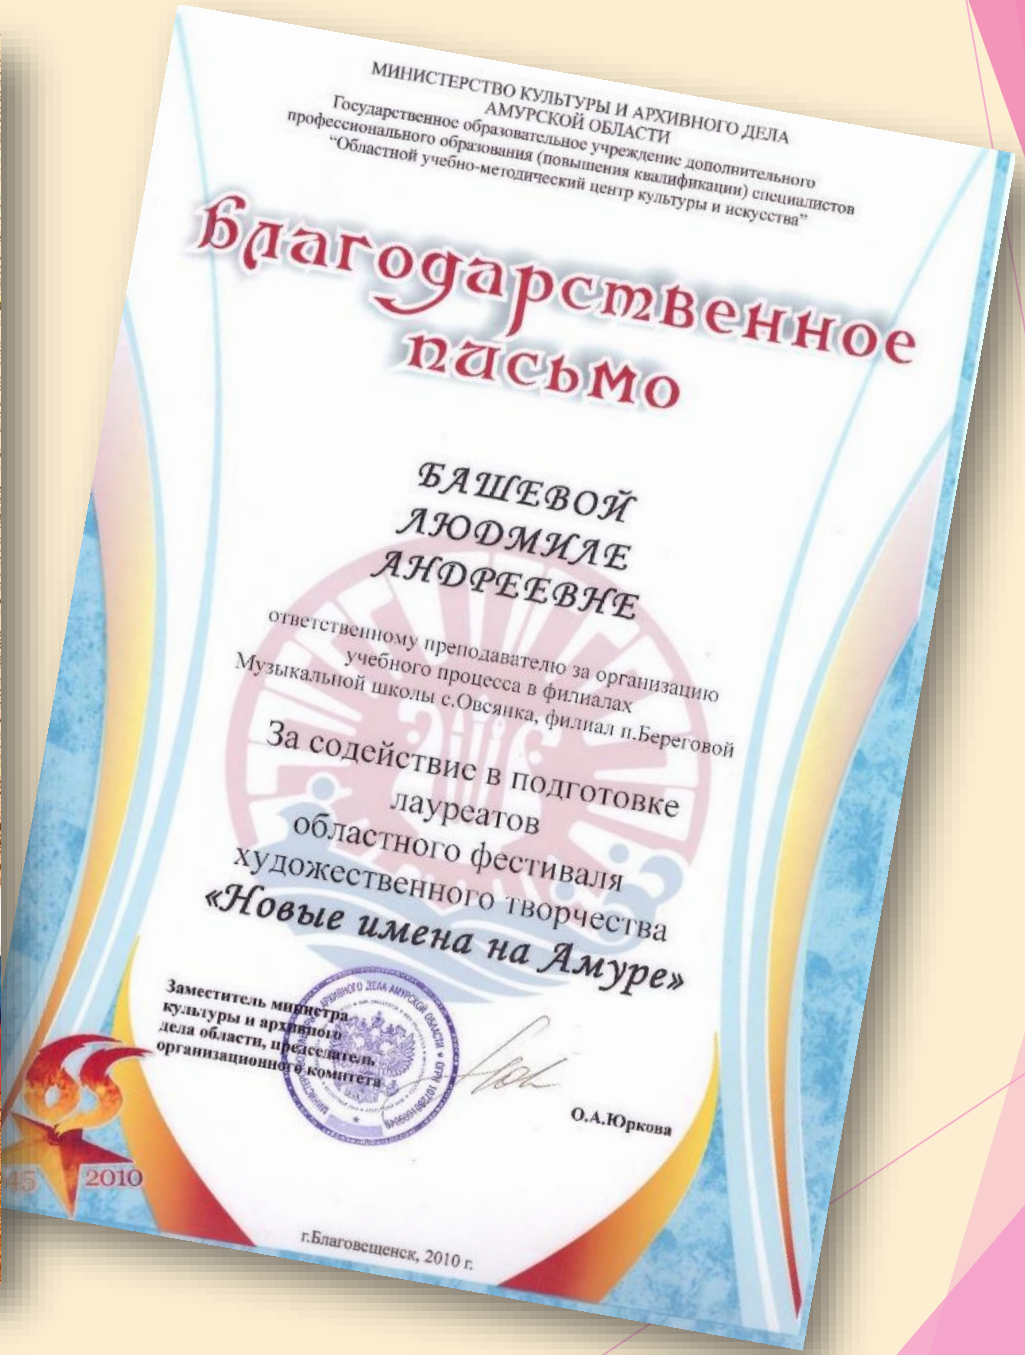 МИНИСТЕРСТВО КУЛЬТУРЫ И АРХИВНОГО ДЕЛА
АМУРСКОЙ ОБЛАСТИ
Государственное образовательное учреждение дополнительного
профессионального образования (повышения квалификации) специалистов
“Областной учебно-методический центр культуры и искусства”
Благодарственное
письмо
БАШЕВОЙ
ЛЮДМИЛЕ
АНДРЕЕВНЕ
ответственному преподавателю за организацию
учебного процесса в филиалах
Музыкальной школы с.Овсянка, филиал п.Береговой
За содействие в подготовке
лауреатов
областного фестиваля
художественного творчества
«Новые имена на Амуре»
Заместитель министра
культуры и архивного
дела области, председатель
организационного комитета
О.А.Юркова
65
45 2010
г.Благовещенск, 2010 г.